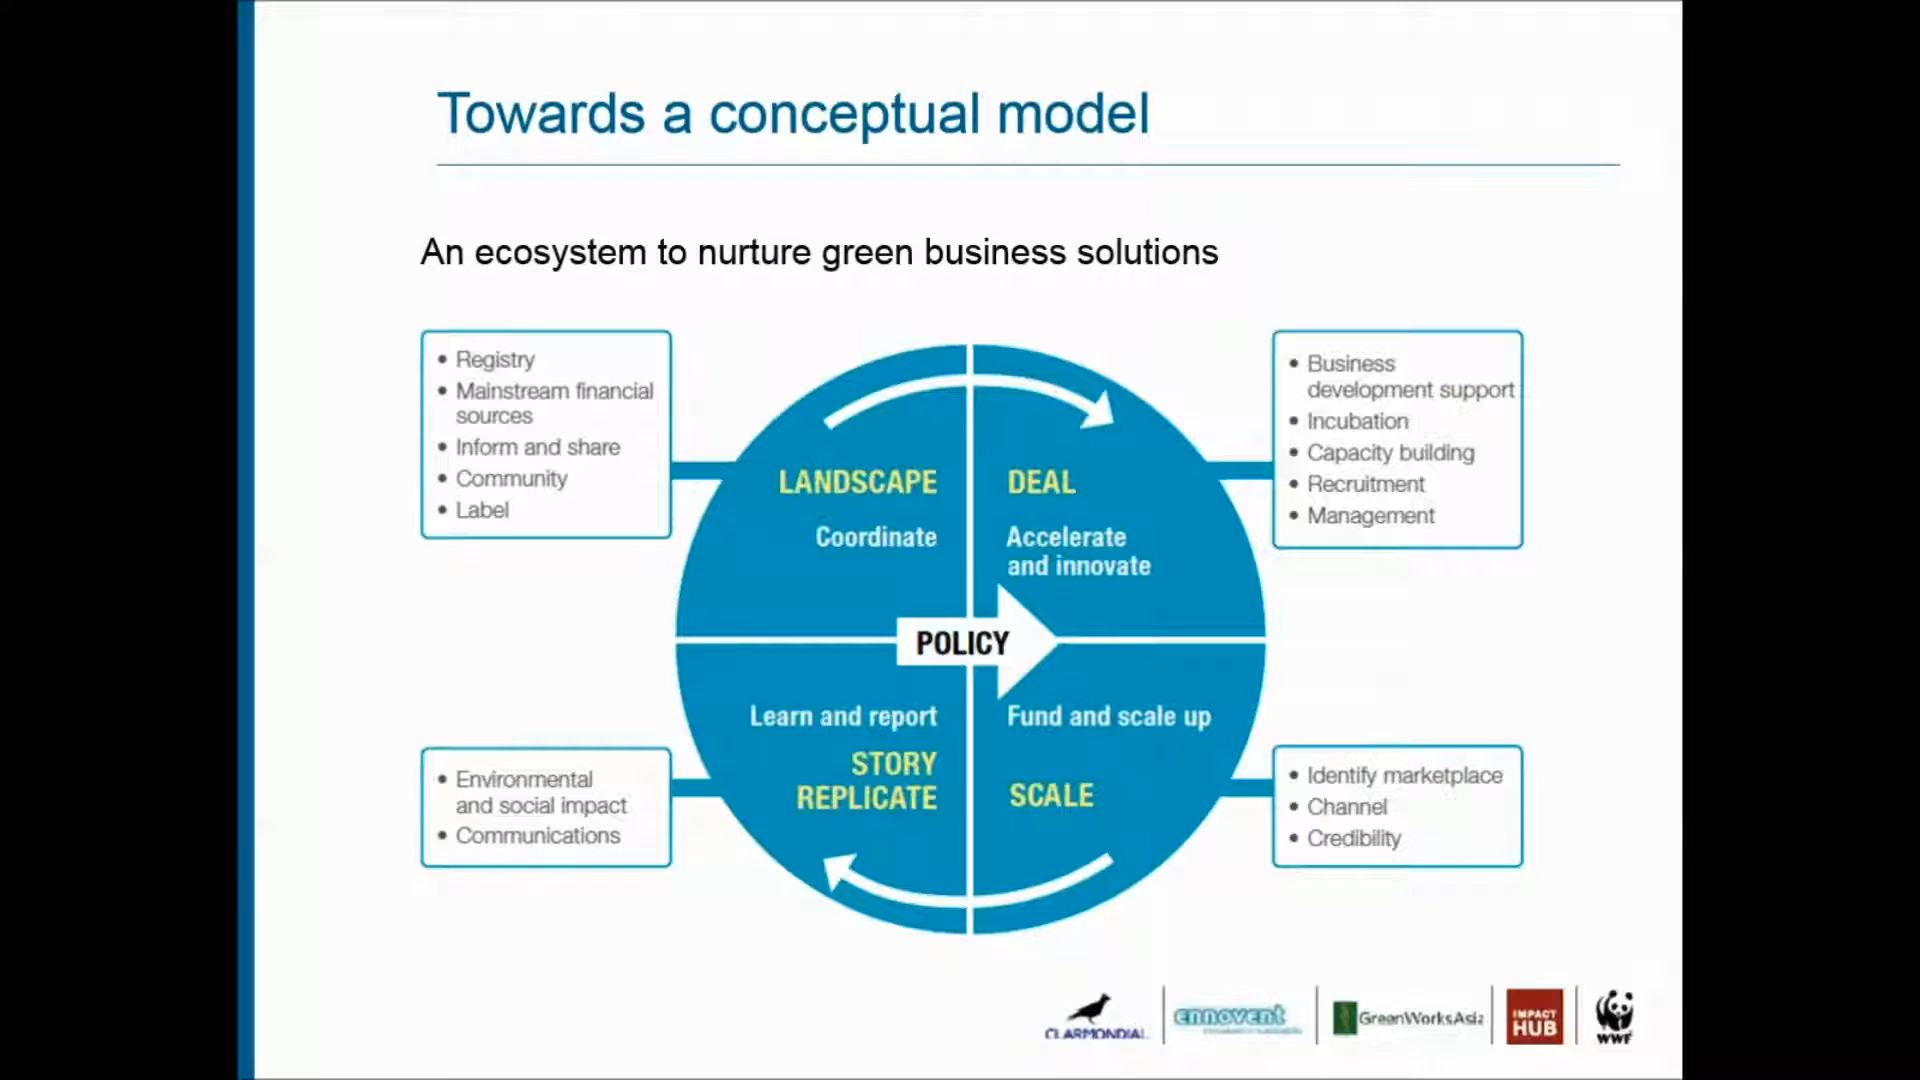 Towards a conceptual model
An ecosystem to nurture green business solutions
• Registry
• Mainstream financial
sources
• Inform and share
• Community
• Label
• Business
development support
• Incubation
• Capacity building
• Recruitment
• Management
LANDSCAPE
Coordinate
DEAL
Accelerate
and innovate
POLICY
Learn and report
STORY
REPLICATE
Fund and scale up
SCALE
• Environmental
and social impact
• Communications
• Identify marketplace
• Channel
• Credibility
CLARMONDIAL
ennovent
GreenWorksAsia
IMPACT
HUB
WWF